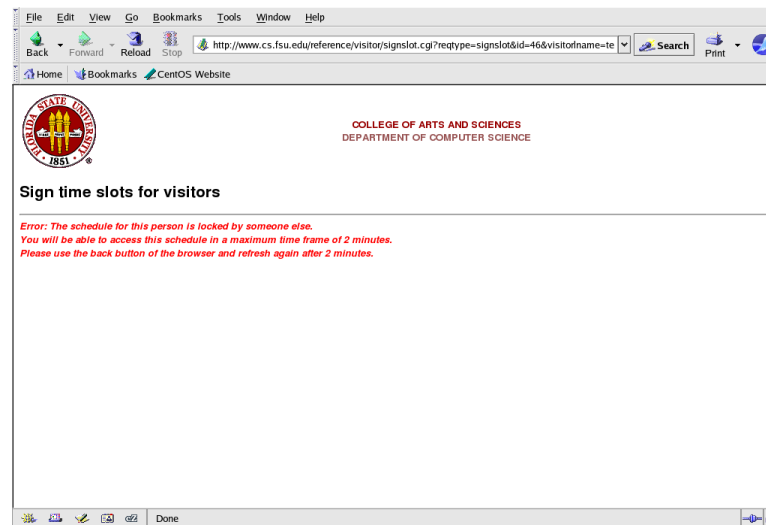 File Edit View Go Bookmarks Tools Window Help
Back Forward Reload Stop http://www.cs.fsu.edu/reference/visitor/signslot.cgi?reqtype=signslot&id=46&visitorname=te Search Print
Home Bookmarks CentOS Website
FLORIDA STATE UNIVERSITY
1851
COLLEGE OF ARTS AND SCIENCES
DEPARTMENT OF COMPUTER SCIENCE
Sign time slots for visitors
Error: The schedule for this person is locked by someone else.
You will be able to access this schedule in a maximum time frame of 2 minutes.
Please use the back button of the browser and refresh again after 2 minutes.
Done